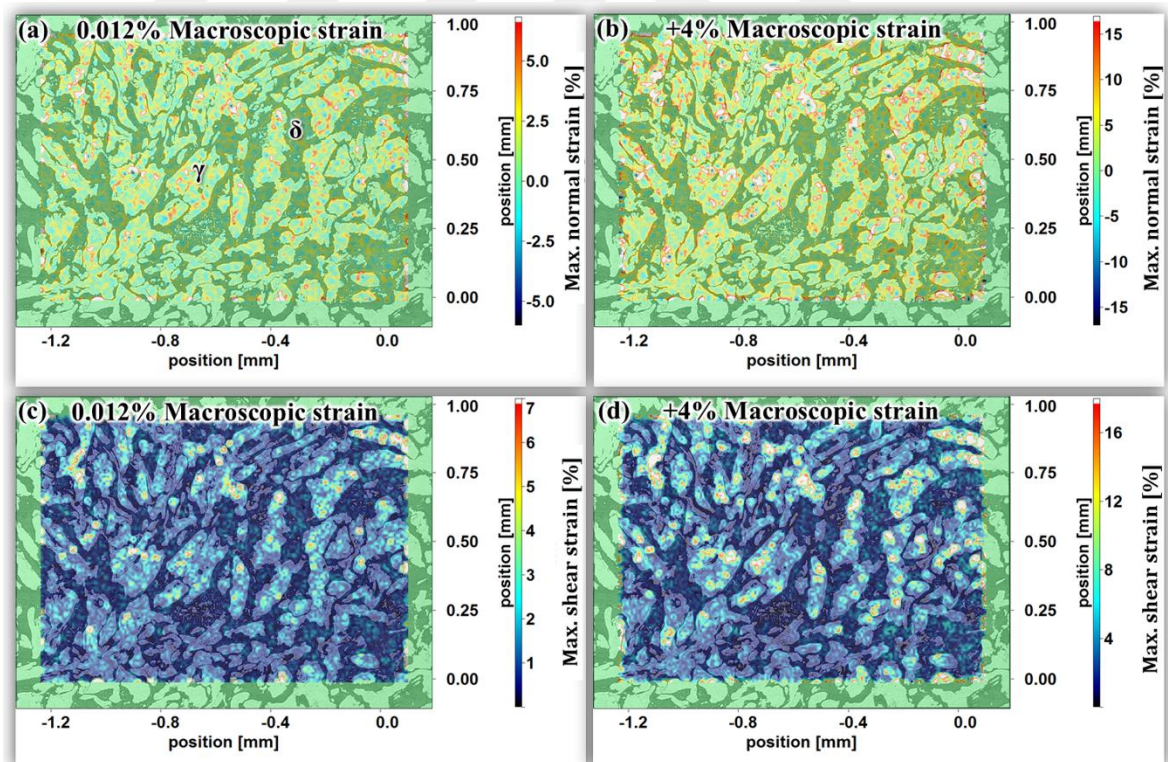 (a) 0.012% Macroscopic strain
δ
γ
1.00
0.75
0.50
0.25
0.00
position [mm]
-1.2 -0.8 -0.4 0.0
position [mm]
5.0
2.5
0.0
-2.5
-5.0
Max. normal strain [%]
(b) +4% Macroscopic strain
1.00
0.75
0.50
0.25
0.00
position [mm]
-1.2 -0.8 -0.4 0.0
position [mm]
15
10
5
0
-5
-10
-15
Max. normal strain [%]
(c) 0.012% Macroscopic strain
1.00
0.75
0.50
0.25
0.00
position [mm]
-1.2 -0.8 -0.4 0.0
position [mm]
7
6
5
4
3
2
1
Max. shear strain [%]
(d) +4% Macroscopic strain
1.00
0.75
0.50
0.25
0.00
position [mm]
-1.2 -0.8 -0.4 0.0
position [mm]
16
12
8
4
Max. shear strain [%]